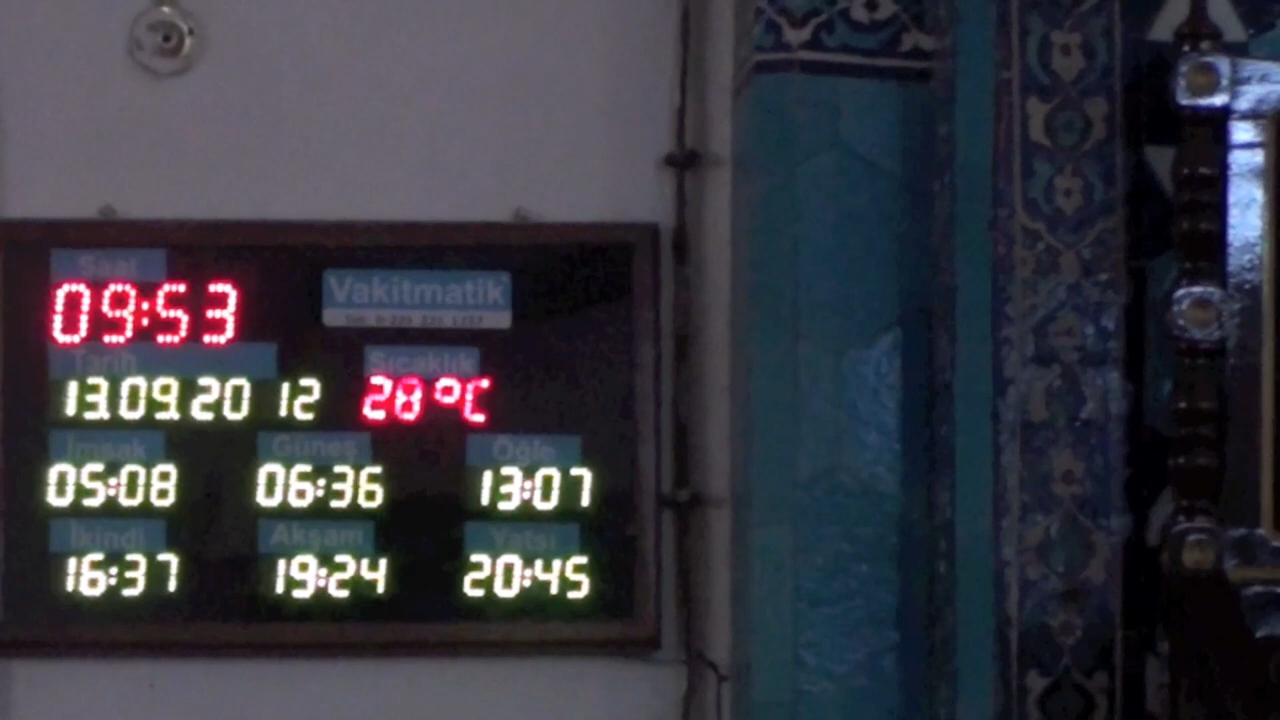 Saat
Vakitmatik
09:53
Tarih Sıcaklık
13.09.2012 28°C
İmsak Güneş Öğle
05:08 06:36 13:07
İkindi Akşam Yatsı
16:37 19:24 20:45